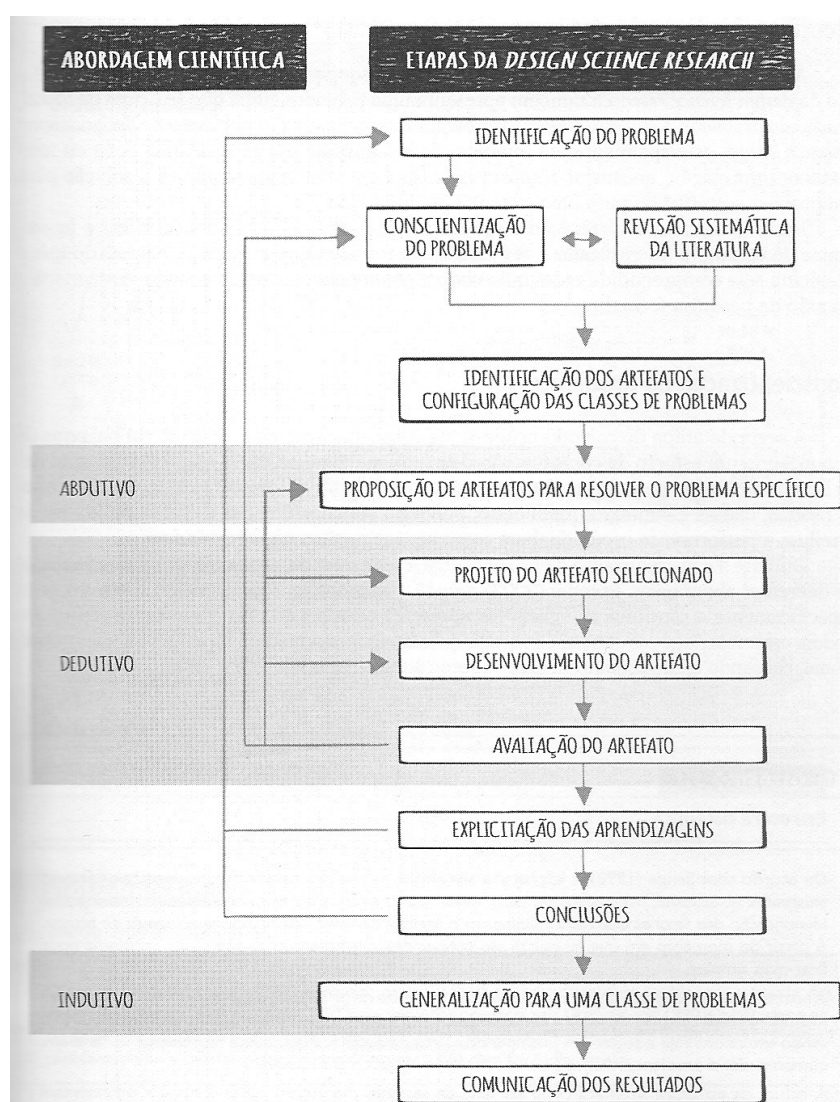 ABORDAGEM CIENTÍFICA
ETAPAS DA DESIGN SCIENCE RESEARCH
IDENTIFICAÇÃO DO PROBLEMA
CONSCIENTIZAÇÃO
DO PROBLEMA
REVISÃO SISTEMÁTICA
DA LITERATURA
IDENTIFICAÇÃO DOS ARTEFATOS E
CONFIGURAÇÃO DAS CLASSES DE PROBLEMAS
ABDUTIVO
PROPOSIÇÃO DE ARTEFATOS PARA RESOLVER O PROBLEMA ESPECÍFICO
PROJETO DO ARTEFATO SELECIONADO
DEDUTIVO
DESENVOLVIMENTO DO ARTEFATO
AVALIAÇÃO DO ARTEFATO
EXPLICITAÇÃO DAS APRENDIZAGENS
CONCLUSÕES
INDUTIVO
GENERALIZAÇÃO PARA UMA CLASSE DE PROBLEMAS
COMUNICAÇÃO DOS RESULTADOS